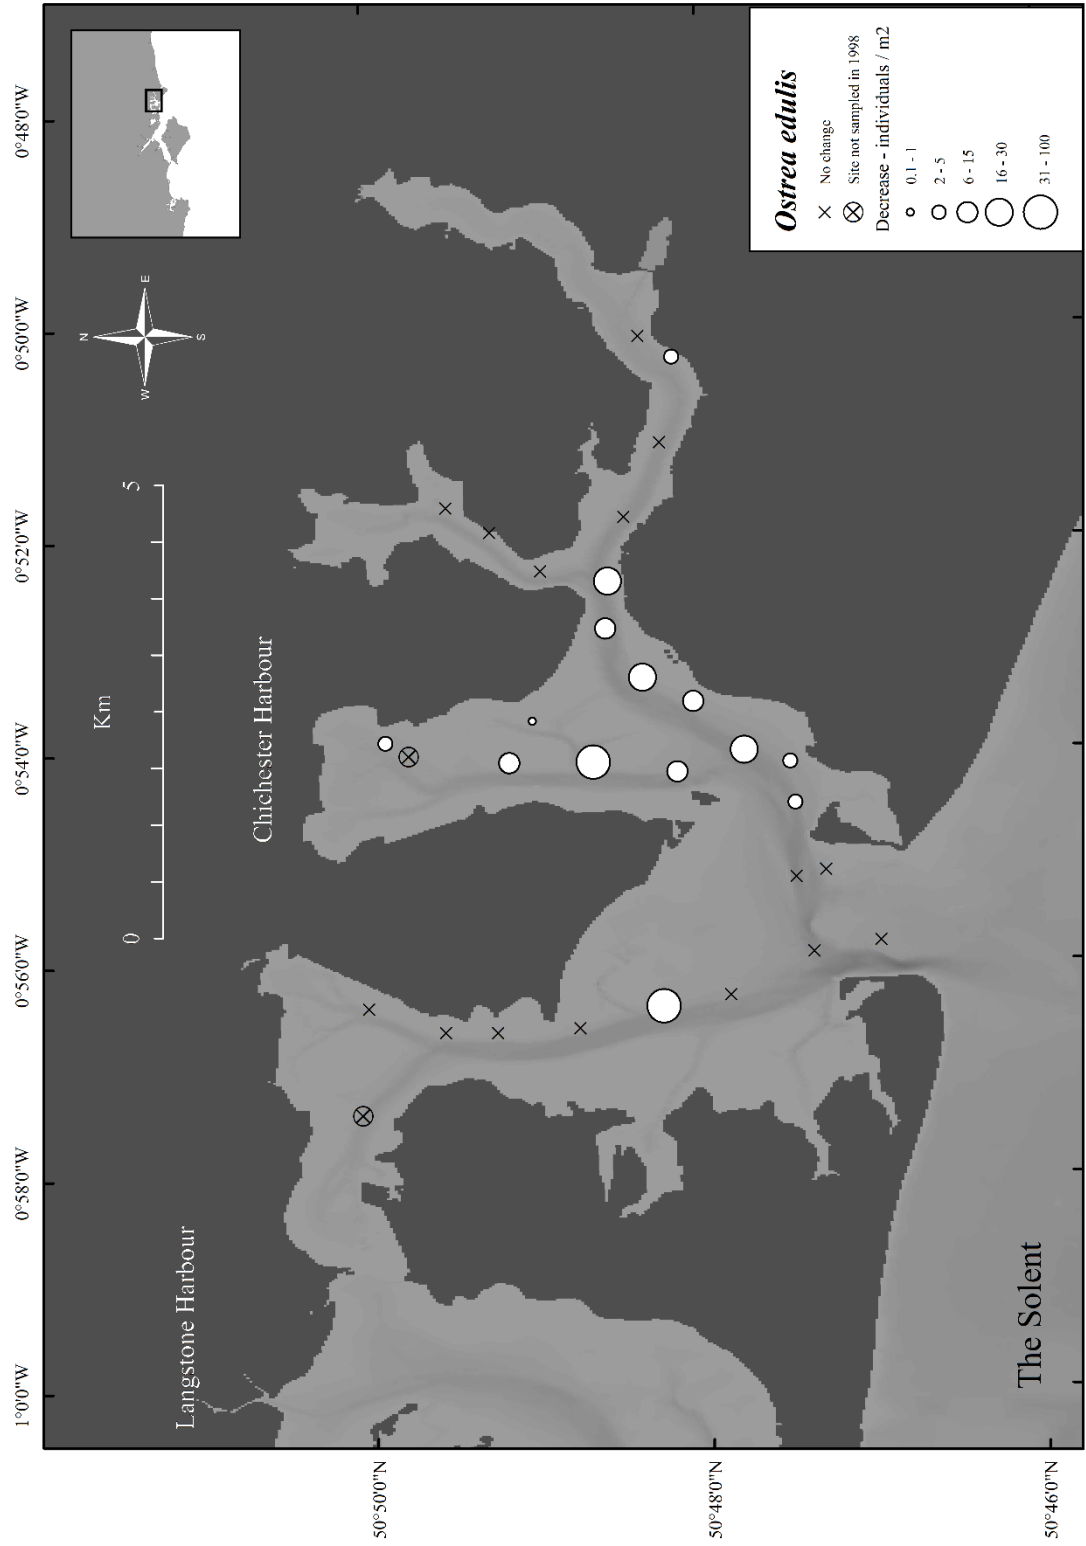 1°0'0"W
0°58'0"W
0°56'0"W
0°54'0"W
0°52'0"W
0°50'0"W
0°48'0"W
Langstone Harbour
Chichester Harbour
Km
0
5
N
W
E
S
50°50'0"N
50°48'0"N
50°46'0"N
The Solent
Ostrea edulis
No change
Site not sampled in 1998
Decrease - individuals / m2
0.1 - 1
2 - 5
6 - 15
16 - 30
31 - 100